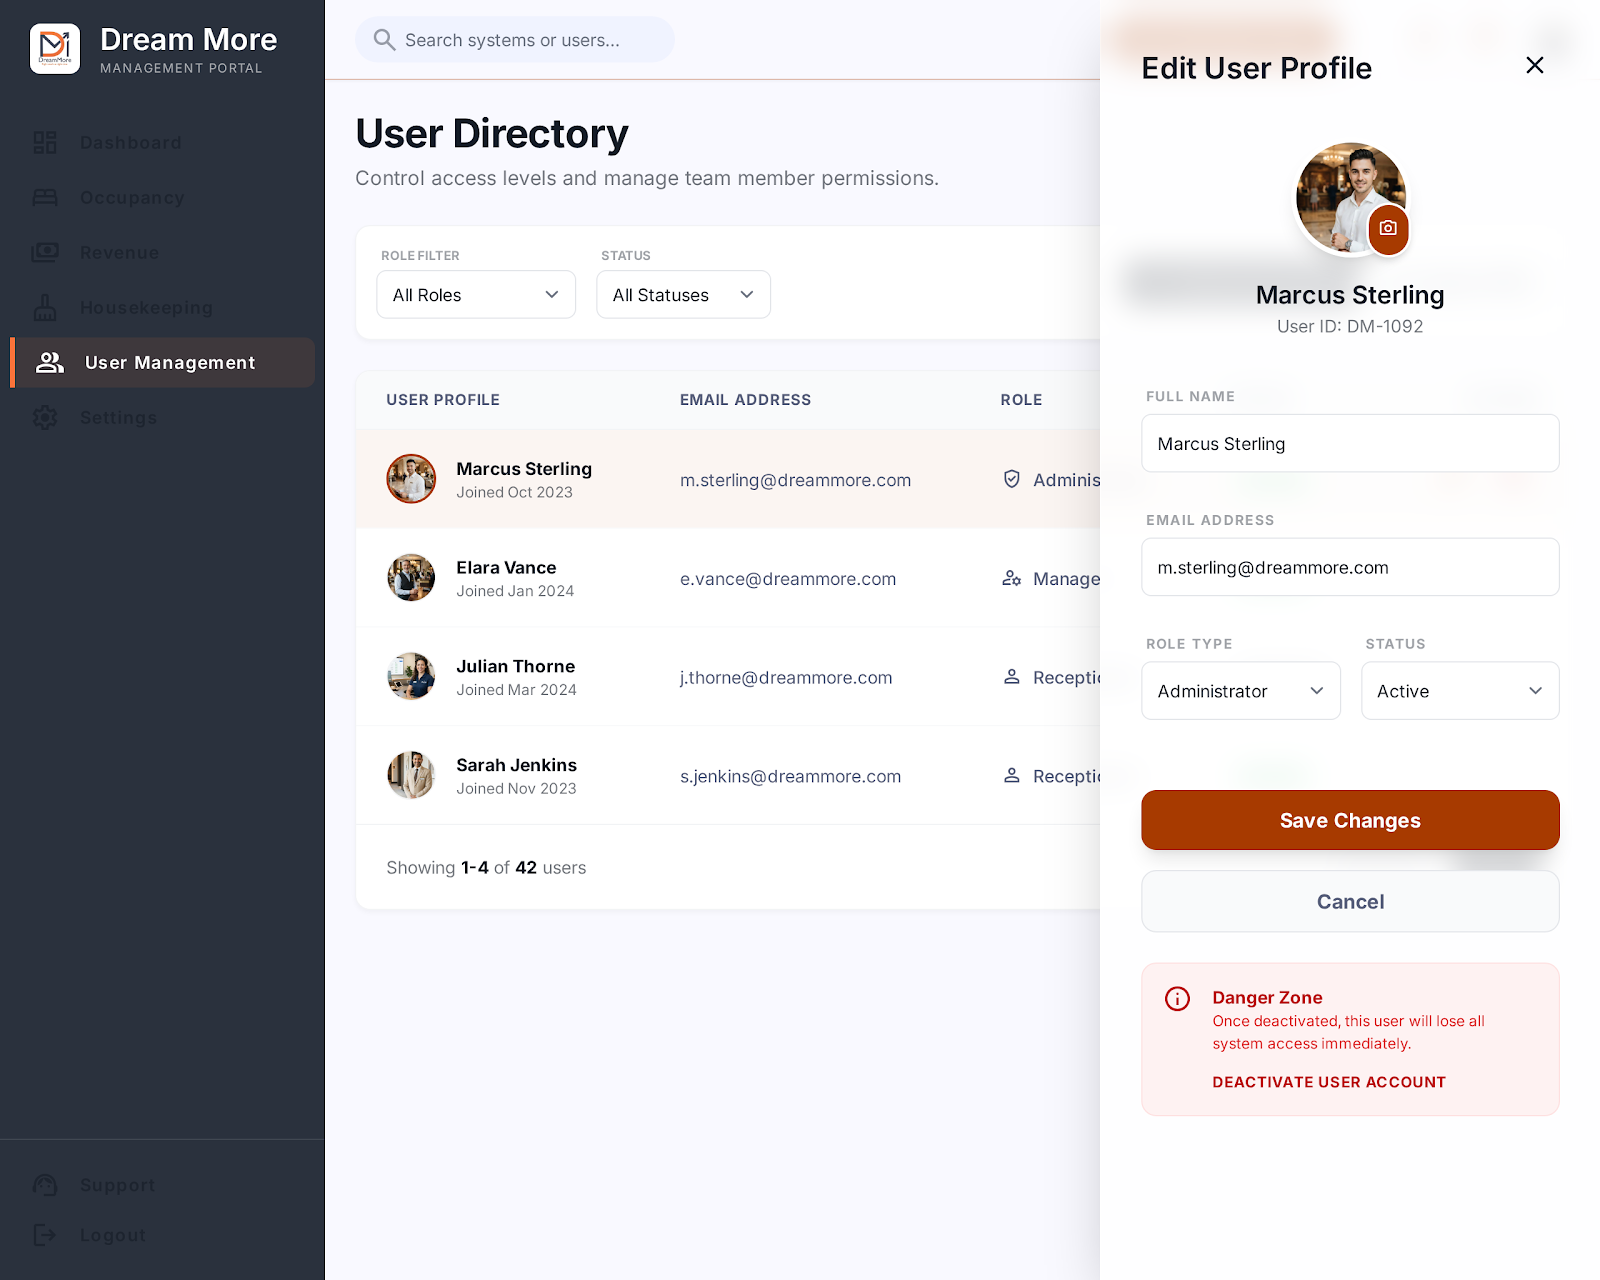 Dream More
MANAGEMENT PORTAL
Dashboard
Occupancy
Revenue
Housekeeping
User Management
Settings
Support
Logout
Search systems or users...
User Directory
Control access levels and manage team member permissions.
ROLE FILTER
All Roles
STATUS
All Statuses
USER PROFILE EMAIL ADDRESS ROLE
Marcus Sterling
Joined Oct 2023
m.sterling@dreammore.com
Adminis
Elara Vance
Joined Jan 2024
e.vance@dreammore.com
Manage
Julian Thorne
Joined Mar 2024
j.thorne@dreammore.com
Receptic
Sarah Jenkins
Joined Nov 2023
s.jenkins@dreammore.com
Receptic
Showing 1-4 of 42 users
Edit User Profile
Marcus Sterling
User ID: DM-1092
FULL NAME
Marcus Sterling
EMAIL ADDRESS
m.sterling@dreammore.com
ROLE TYPE
Administrator
STATUS
Active
Save Changes
Cancel
Danger Zone
Once deactivated, this user will lose all
system access immediately.
DEACTIVATE USER ACCOUNT